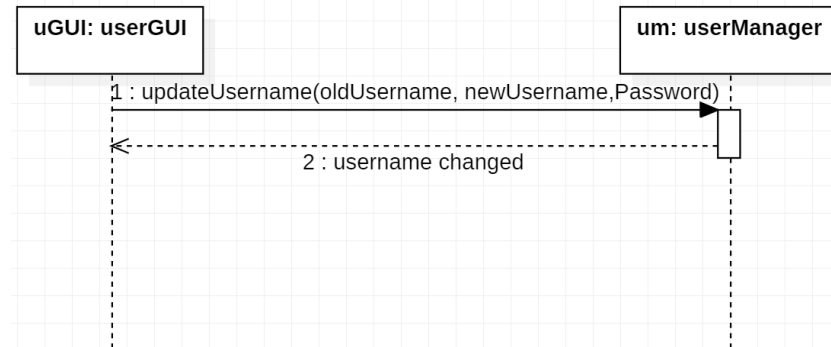 uGUI: userGUI
um: userManager
1 : updateUsername(oldUsername, newUsername,Password)
2 : username changed